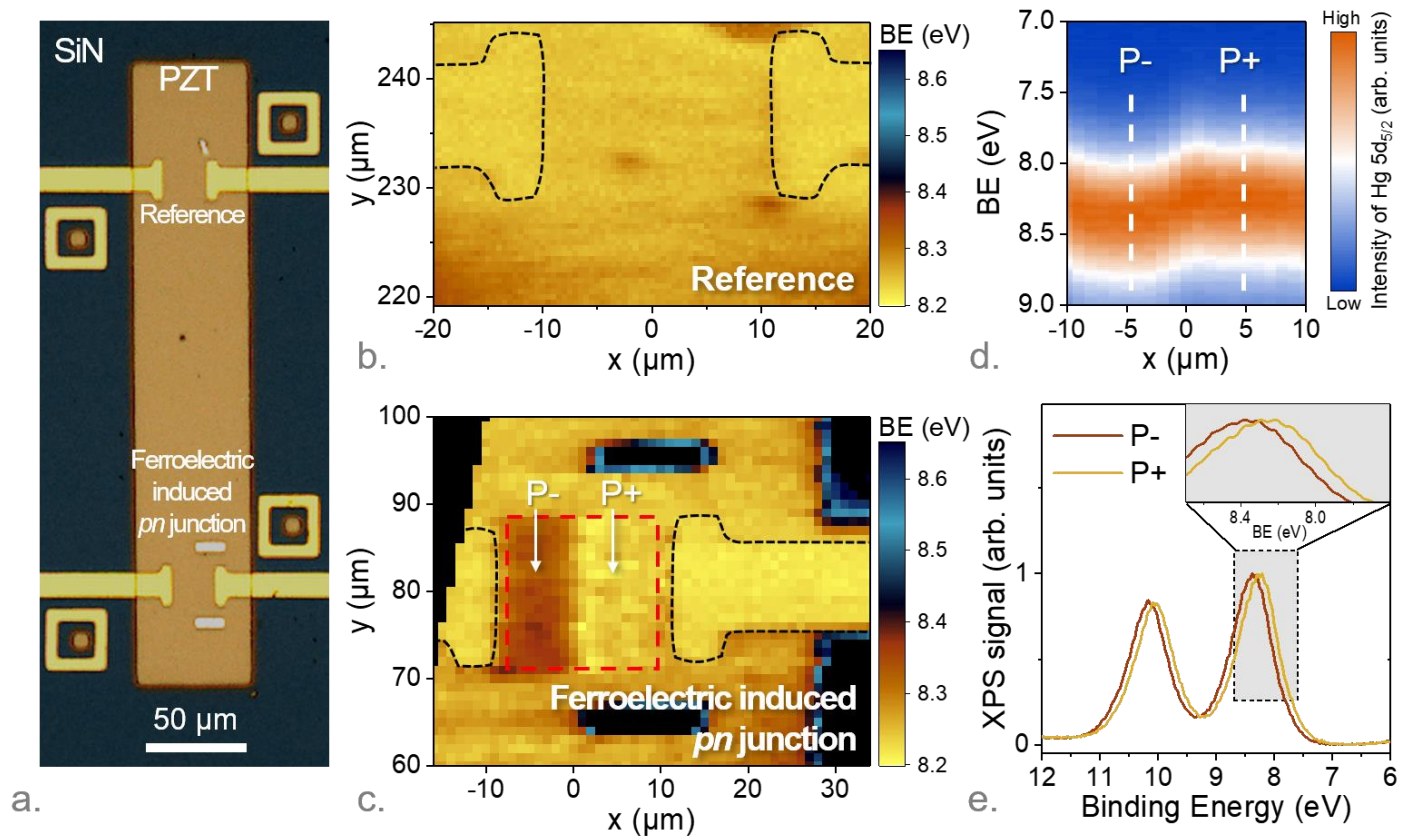 SiN
PZT
Reference
Ferroelectric
induced
pn junction
50 µm
a.
BE (eV)
240
230
220
y (µm)
-20
-10
0
10
20
x (µm)
8.6
8.5
8.4
8.3
8.2
Reference
b.
BE (eV)
100
90
80
70
60
y (µm)
-10
0
10
20
30
x (µm)
8.6
8.5
8.4
8.3
8.2
P-
P+
Ferroelectric induced
pn junction
c.
7.0
7.5
8.0
8.5
9.0
BE (eV)
P-
P+
-10
-5
0
5
10
x (µm)
High
Low
Intensity of Hg 5d5/2 (arb. units)
d.
P-
P+
8.4
8.0
BE (eV)
1
0
XPS signal (arb. units)
12
11
10
9
8
7
6
Binding Energy (eV)
e.